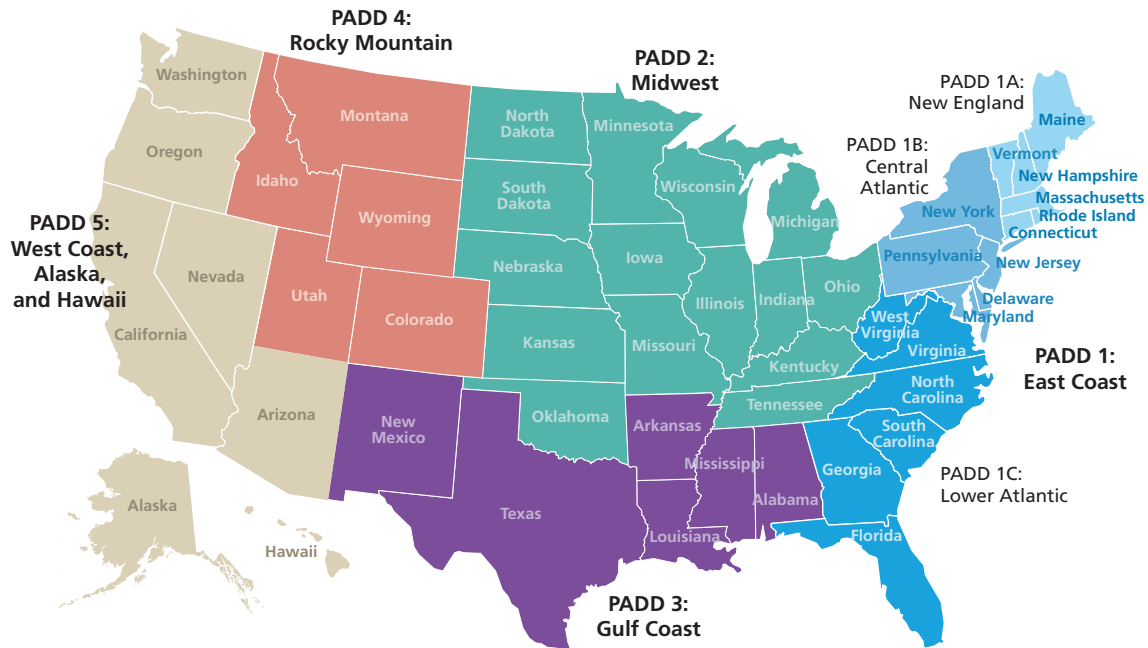 PADD 4:
Rocky Mountain
PADD 2:
Midwest
PADD 1A:
New England
PADD 1B:
Central
Atlantic
PADD 5:
West Coast,
Alaska,
and Hawaii
PADD 1:
East Coast
PADD 1C:
Lower Atlantic
PADD 3:
Gulf Coast
Washington
Oregon
California
Nevada
Arizona
Alaska
Hawaii
Montana
Idaho
Wyoming
Utah
Colorado
North
Dakota
South
Dakota
Nebraska
Kansas
Oklahoma
Minnesota
Iowa
Missouri
Wisconsin
Illinois
Michigan
Indiana
Ohio
Kentucky
Tennessee
New
Mexico
Texas
Arkansas
Louisiana
Mississippi
Alabama
Maine
Vermont
New Hampshire
Massachusetts
Rhode Island
Connecticut
New York
Pennsylvania
New Jersey
Delaware
Maryland
West
Virginia
Virginia
North
Carolina
South
Carolina
Georgia
Florida